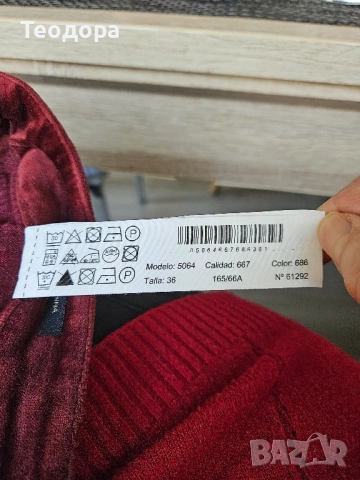 Теодора
Modelo: 5064 Calidad: 667 Color: 686
Talla: 36 165/66A Nº 61292
BAZAR